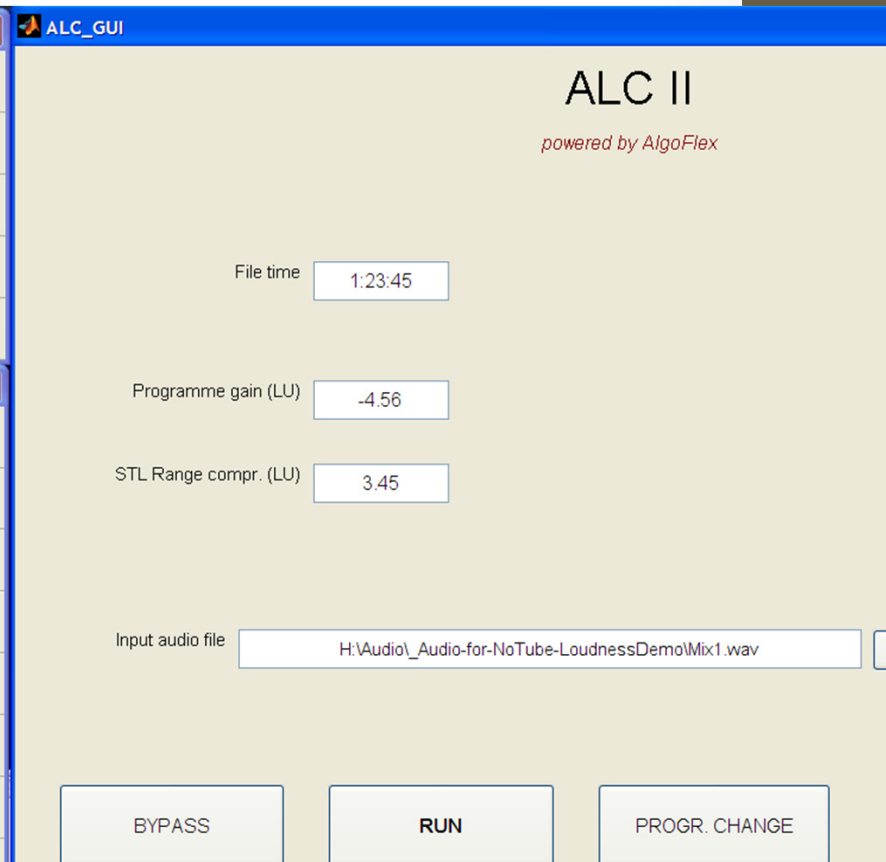 ALC_GUI
ALC II
powered by AlgoFlex
File time 1:23:45
Programme gain (LU) -4.56
STL Range compr. (LU) 3.45
Input audio file H:\Audio\_Audio-for-NoTube-LoudnessDemo\Mix1.wav
BYPASS RUN PROGR. CHANGE